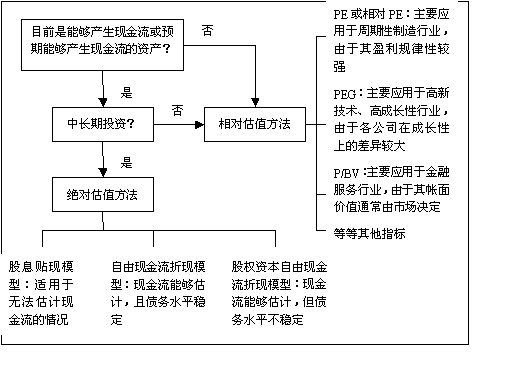 目前是能够产生现金流或预
期能够产生现金流的资产？
否
是
中长期投资？
否
相对估值方法
是
绝对估值方法
PE 或相对 PE：主要应
用于周期性制造行业，
由于其盈利规律性较
强
PEG：主要应用于高新
技术、高成长性行业，
由于各公司在成长性
上的差异较大
P/BV：主要应用于金融
服务行业，由于其帐面
价值通常由市场决定
等等其他指标
股息贴现模
型：适用于
无法估计现
金流的情况
自由现金流折现模
型：现金流能够估
计，且债务水平稳
定
股权资本自由现金
流折现模型：现金
流能够估计，但债
务水平不稳定